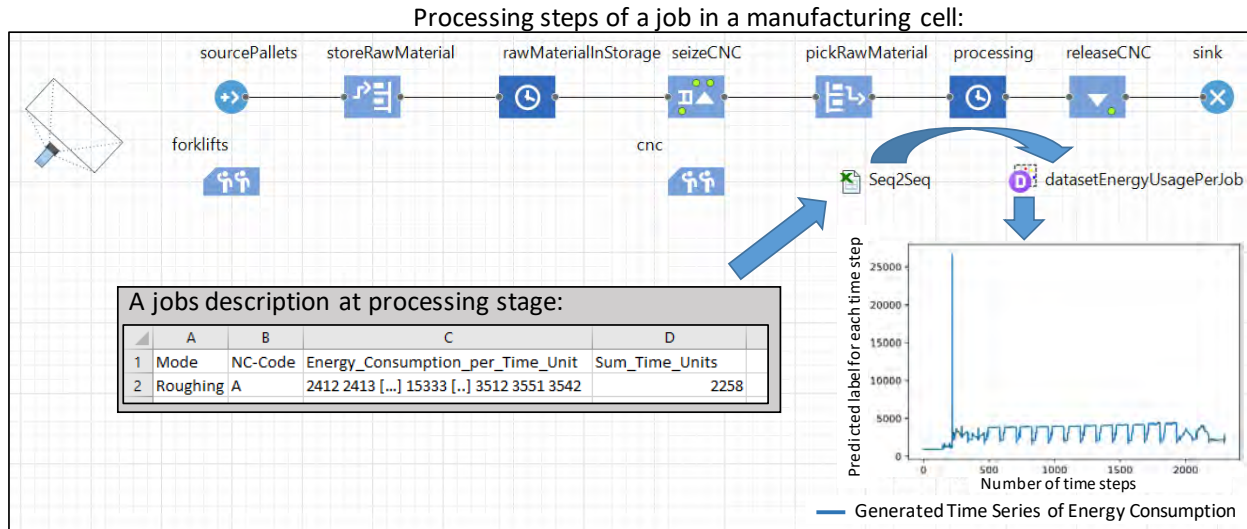 Processing steps of a job in a manufacturing cell:
sourcePallets storeRawMaterial rawMaterialInStorage seizeCNC pickRawMaterial processing releaseCNC sink
forklifts cnc
Seq2Seq datasetEnergyUsagePerJob
A jobs description at processing stage:
A B C D
1 Mode NC-Code Energy_Consumption_per_Time_Unit Sum_Time_Units
2 Roughing A 2412 2413 [...] 15333 [..] 3512 3551 3542 2258
Predicted label for each time step
25000
20000
15000
10000
5000
0
0 500 1000 1500 2000
Number of time steps
Generated Time Series of Energy Consumption